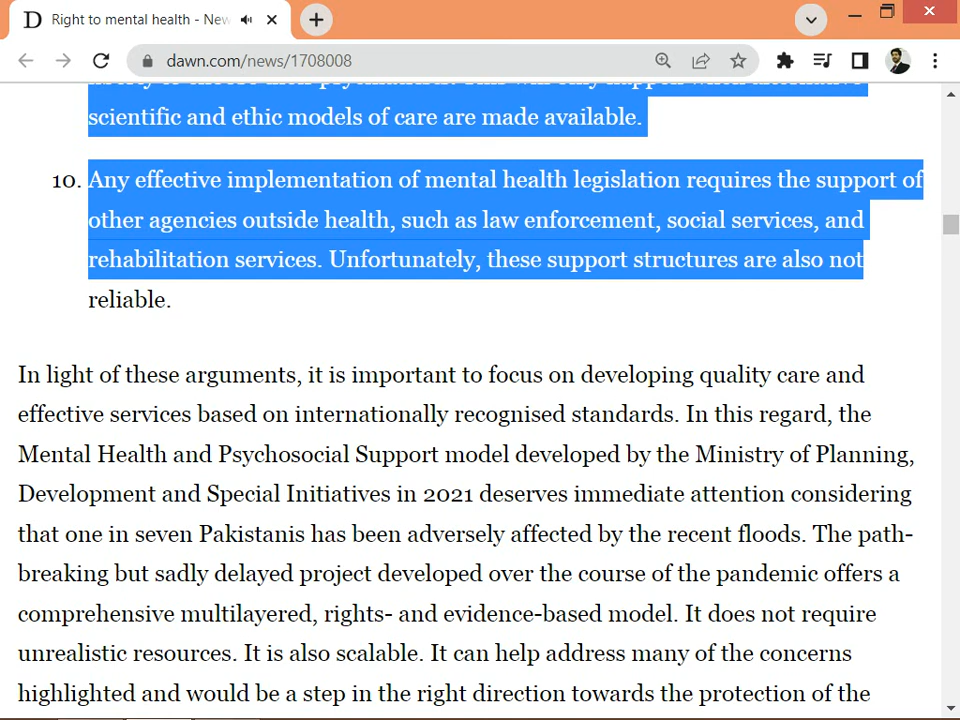 Right to mental health - New
dawn.com/news/1708008
scientific and ethic models of care are made available.
10. Any effective implementation of mental health legislation requires the support of
other agencies outside health, such as law enforcement, social services, and
rehabilitation services. Unfortunately, these support structures are also not
reliable.
In light of these arguments, it is important to focus on developing quality care and
effective services based on internationally recognised standards. In this regard, the
Mental Health and Psychosocial Support model developed by the Ministry of Planning,
Development and Special Initiatives in 2021 deserves immediate attention considering
that one in seven Pakistanis has been adversely affected by the recent floods. The path-
breaking but sadly delayed project developed over the course of the pandemic offers a
comprehensive multilayered, rights- and evidence-based model. It does not require
unrealistic resources. It is also scalable. It can help address many of the concerns
highlighted and would be a step in the right direction towards the protection of the